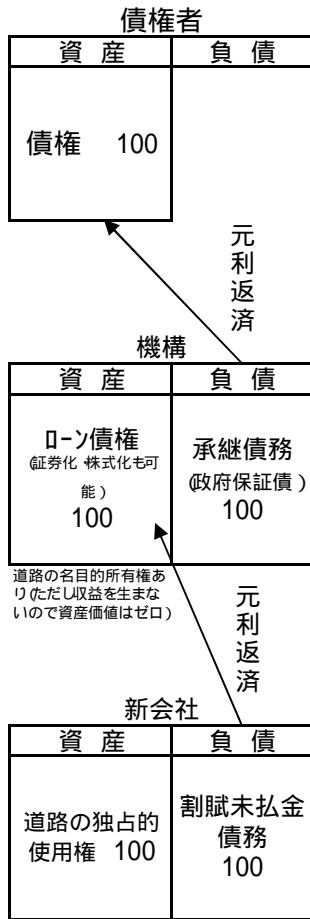 債権者
資 産 負 債
債権 100
元利返済
機構
資 産 負 債
ローン債権
(証券化・株式化も可
能)
100
承継債務
(政府保証債)
100
道路の名目的所有権あ
り(ただし収益を生まな
いので資産価値はゼロ)
元利返済
新会社
資 産 負 債
道路の独占的
使用権 100
割賦未払金
債務
100